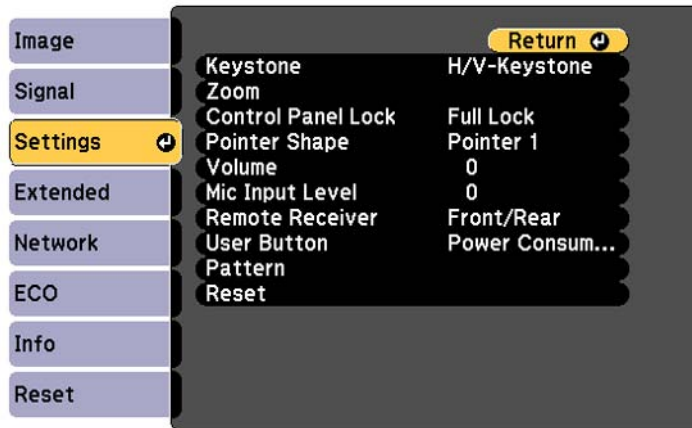 Image
Signal
Settings
Extended
Network
ECO
Info
Reset
Return
Keystone H/V-Keystone
Zoom
Control Panel Lock Full Lock
Pointer Shape Pointer 1
Volume 0
Mic Input Level 0
Remote Receiver Front/Rear
User Button Power Consum...
Pattern
Reset